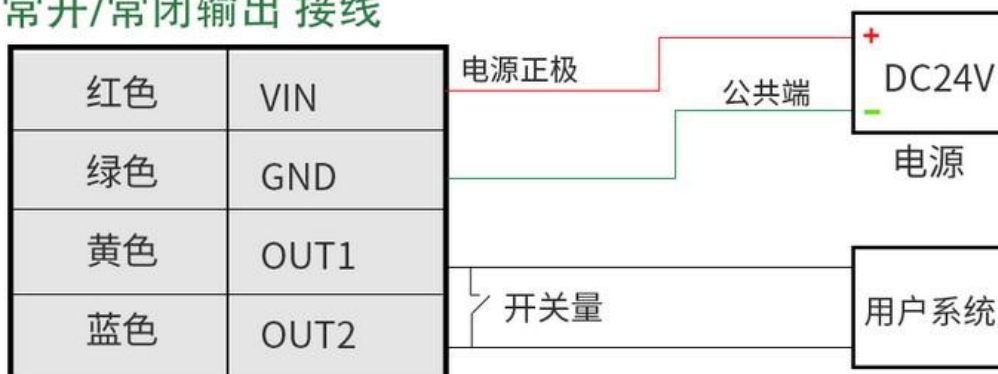 常开/常闭输出 接线
电源正极
+
红色 VIN
公共端
DC24V
-
绿色 GND
电源
黄色 OUT1
开关量
用户系统
蓝色 OUT2